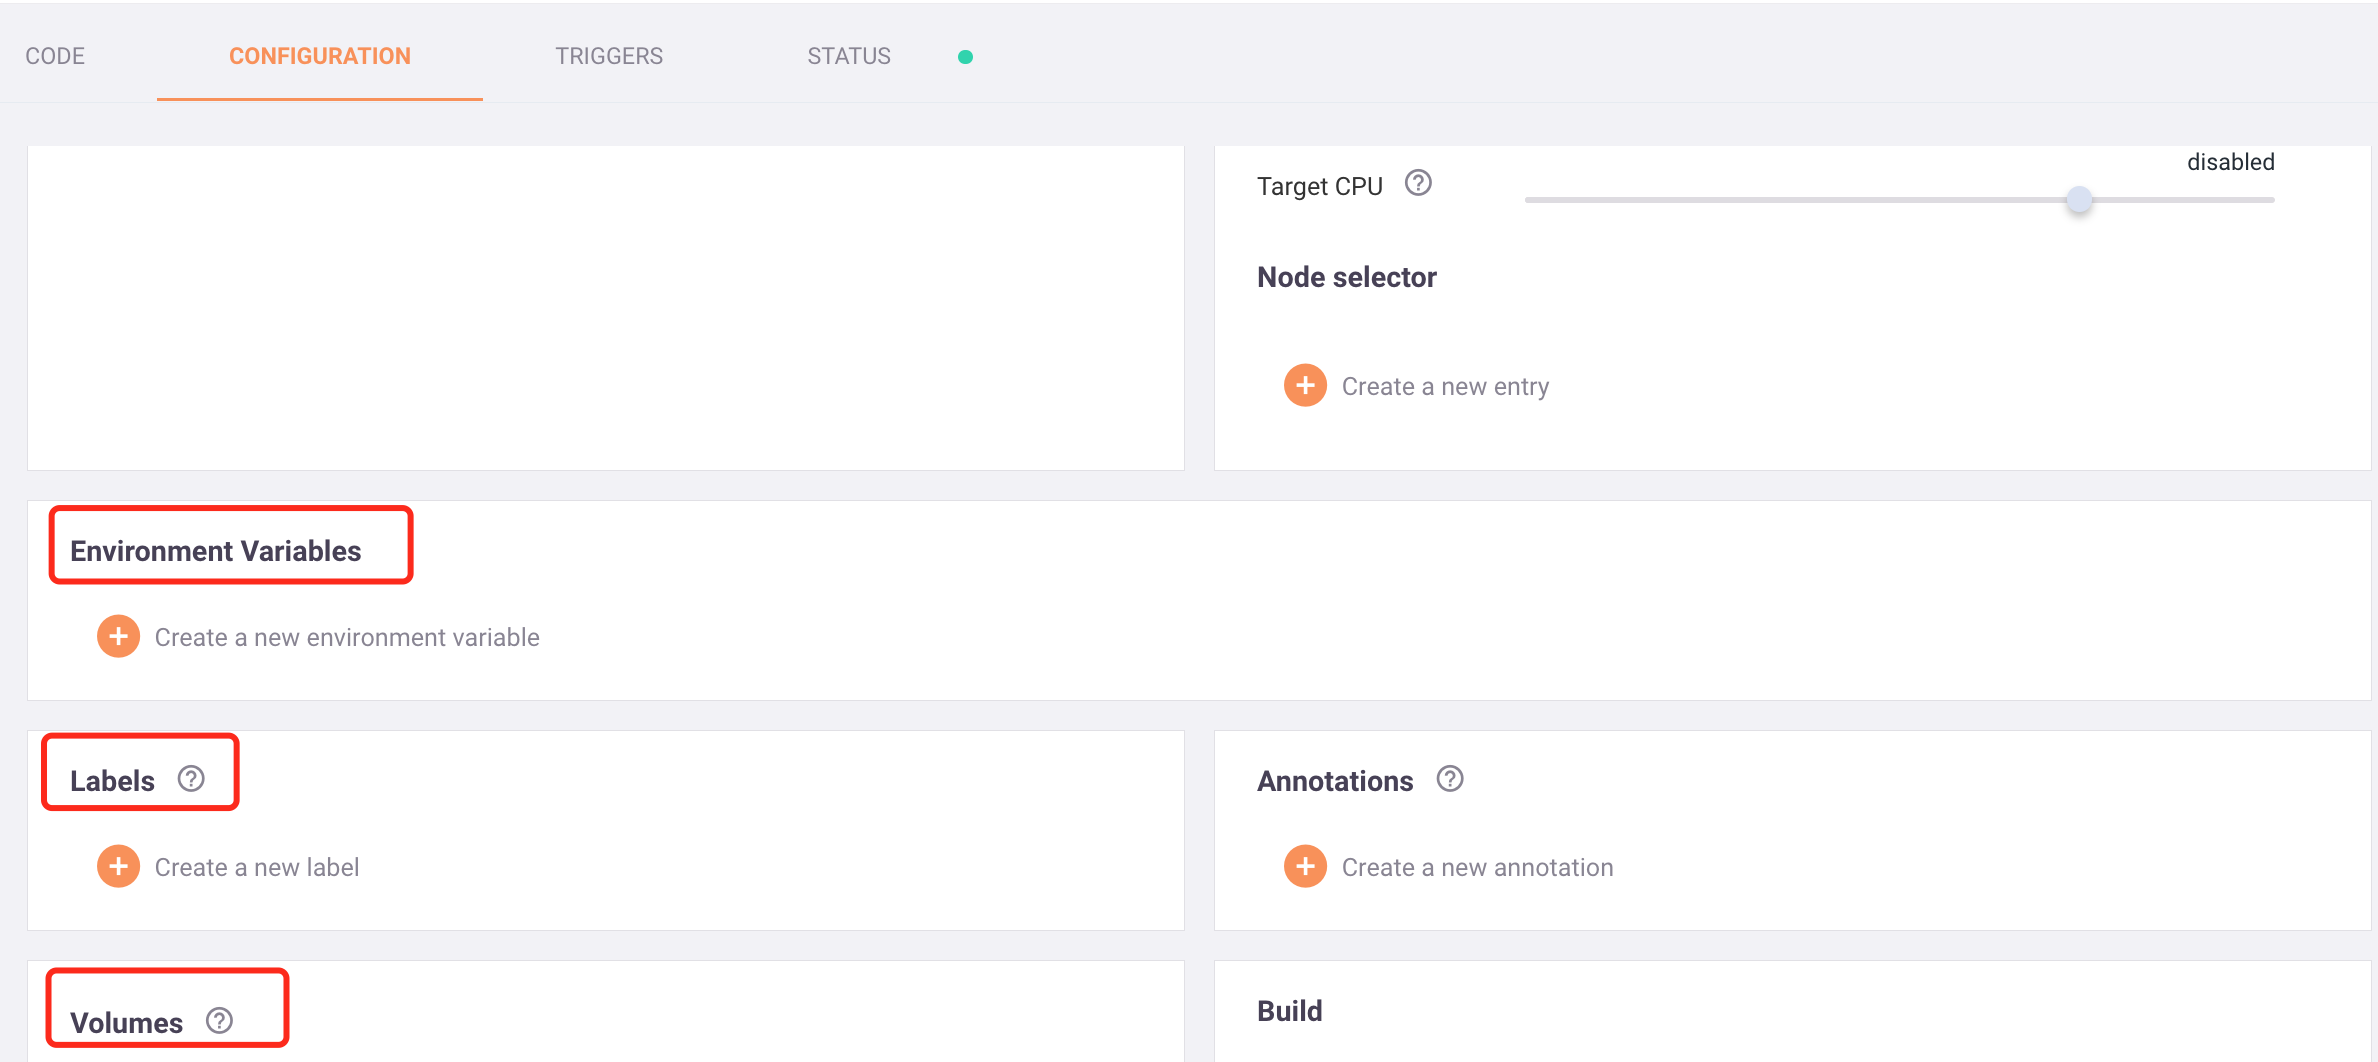 CODE CONFIGURATION TRIGGERS STATUS
disabled
Target CPU
Node selector
Create a new entry
Environment Variables
Create a new environment variable
Labels
Create a new label
Annotations
Create a new annotation
Volumes
Build